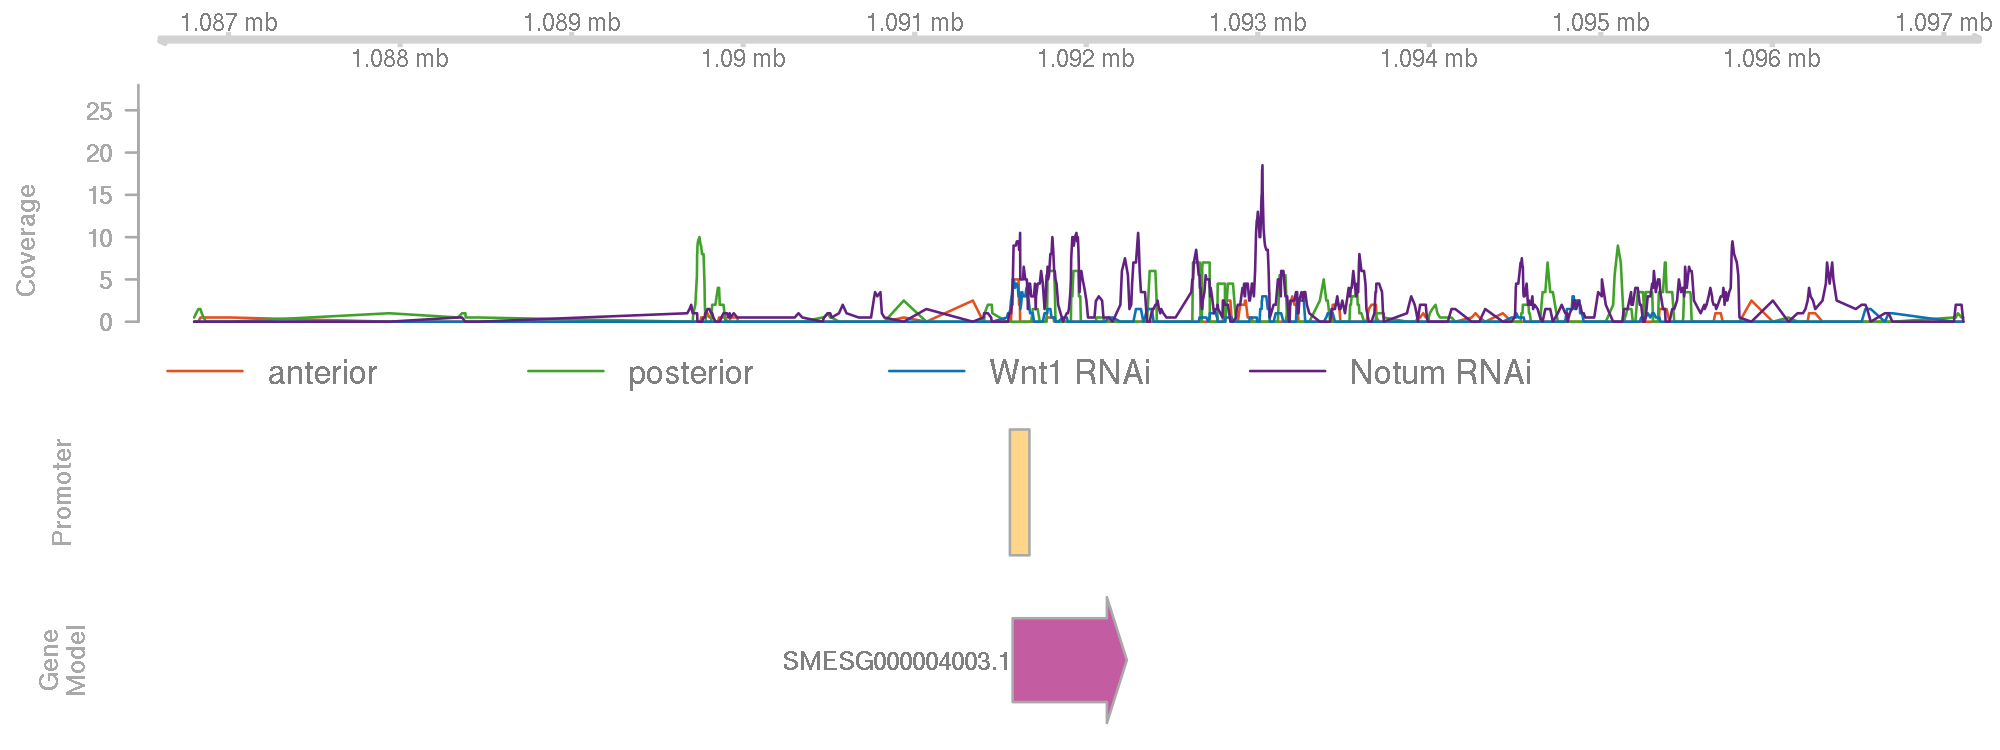 1.087 mb 1.089 mb 1.091 mb 1.093 mb 1.095 mb 1.097 mb
1.088 mb 1.09 mb 1.092 mb 1.094 mb 1.096 mb
Coverage
25
20
15
10
5
0
anterior posterior Wnt1 RNAi Notum RNAi
Promoter
Gene
Model
SMESG000004003.1